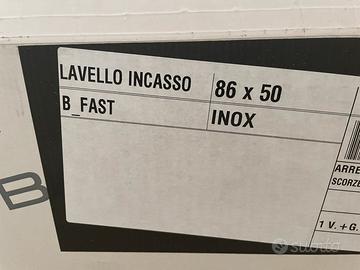 LAVELLO INCASSO 86 x 50
B_FAST INOX
ARRE
SCORZE
1 V.+G.
B
subito